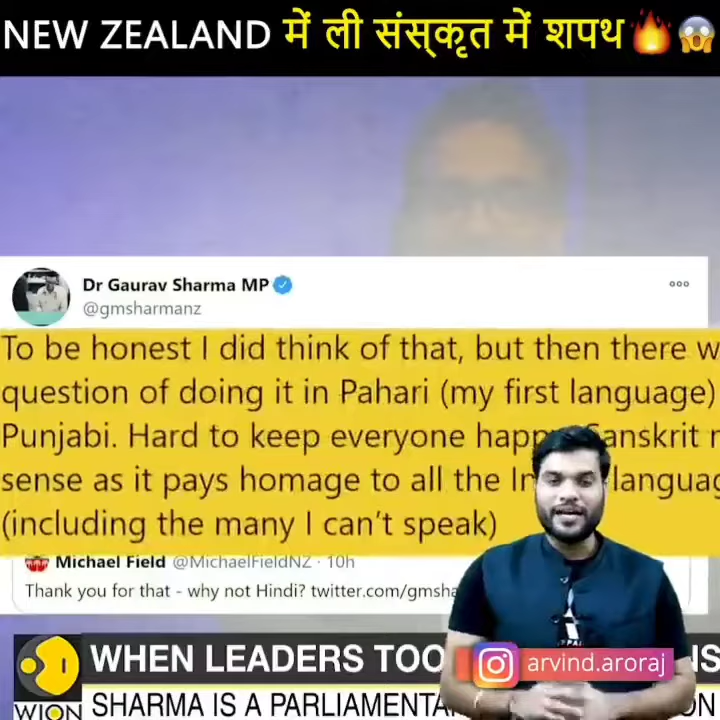 NEW ZEALAND में ली संस्कृत में शपथ
Dr Gaurav Sharma MP
@gmsharmanz
To be honest I did think of that, but then there
question of doing it in Pahari (my first language)
Punjabi. Hard to keep everyone happy Sanskrit
sense as it pays homage to all the
(including the many I can't speak)
Michael Field @MichaelFieldNZ · 10h
Thank you for that - why not Hindi? twitter.com/gmsha
WHEN LEADERS TOO
arvind.aroraj
WION
SHARMA IS A PARLIAMENTA